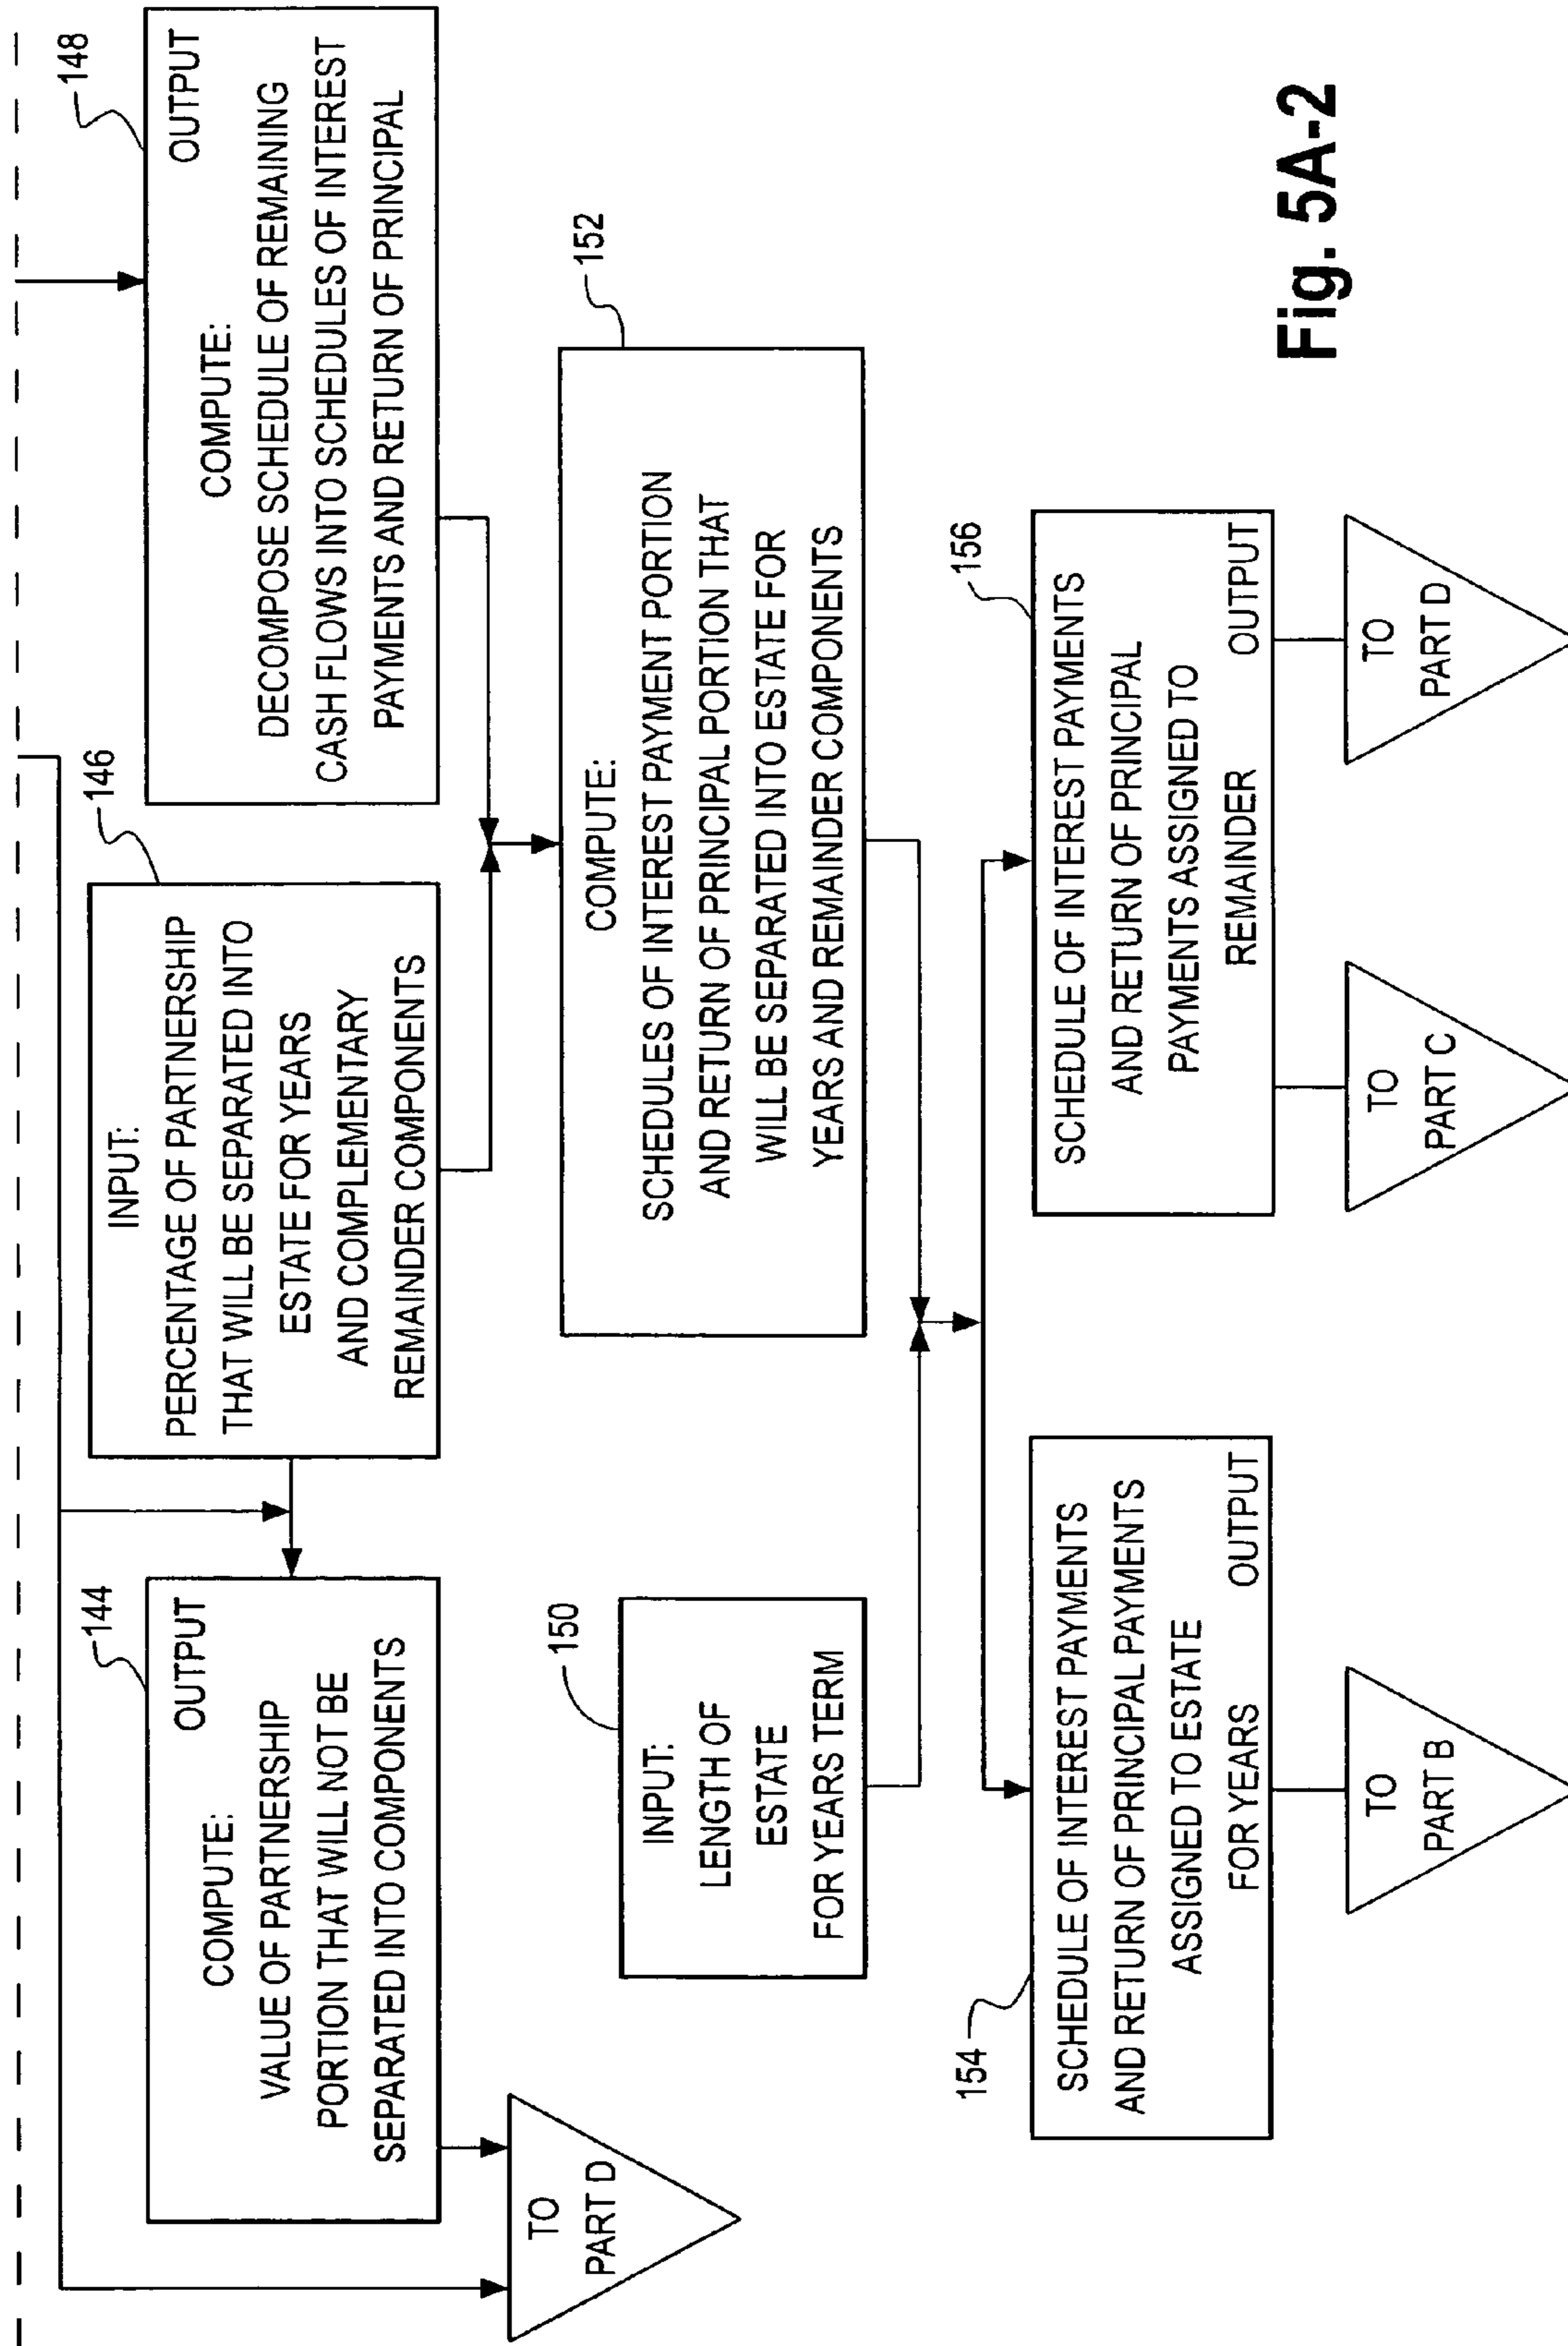 144
OUTPUT
COMPUTE:
VALUE OF PARTNERSHIP
PORTION THAT WILL NOT BE
SEPARATED INTO COMPONENTS
146
INPUT:
PERCENTAGE OF PARTNERSHIP
THAT WILL BE SEPARATED INTO
ESTATE FOR YEARS
AND COMPLEMENTARY
REMAINDER COMPONENTS
148
OUTPUT
COMPUTE:
DECOMPOSE SCHEDULE OF REMAINING
CASH FLOWS INTO SCHEDULES OF INTEREST
PAYMENTS AND RETURN OF PRINCIPAL
TO
PART D
150
INPUT:
LENGTH OF
ESTATE
FOR YEARS TERM
152
COMPUTE:
SCHEDULES OF INTEREST PAYMENT PORTION
AND RETURN OF PRINCIPAL PORTION THAT
WILL BE SEPARATED INTO ESTATE FOR
YEARS AND REMAINDER COMPONENTS
154
SCHEDULE OF INTEREST PAYMENTS
AND RETURN OF PRINCIPAL PAYMENTS
ASSIGNED TO ESTATE
FOR YEARS OUTPUT
156
SCHEDULE OF INTEREST PAYMENTS
AND RETURN OF PRINCIPAL
PAYMENTS ASSIGNED TO
REMAINDER OUTPUT
TO
PART B
TO
PART C
TO
PART D
Fig. 5A-2